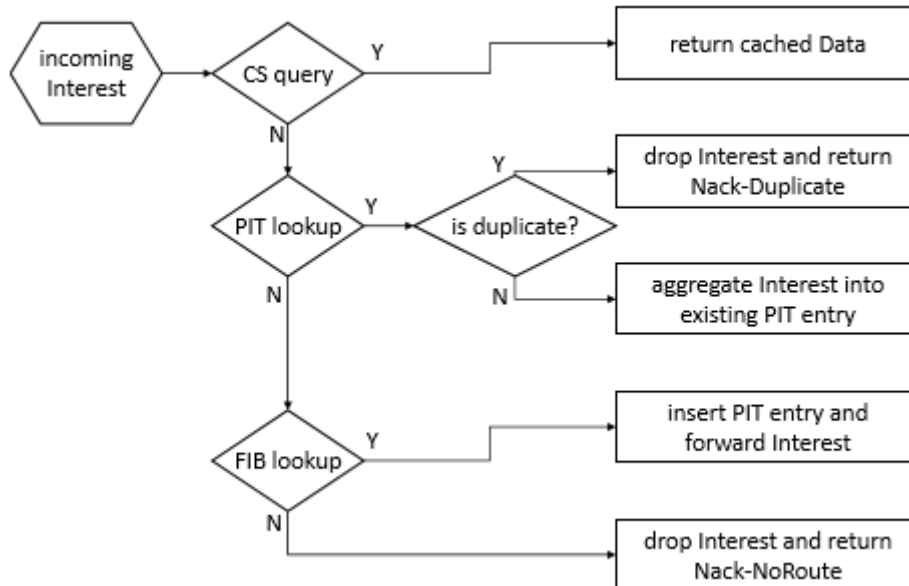 incoming
Interest
CS query
Y
return cached Data
N
PIT lookup
Y
is duplicate?
Y
drop Interest and return
Nack-Duplicate
N
aggregate Interest into
existing PIT entry
N
FIB lookup
Y
insert PIT entry and
forward Interest
N
drop Interest and return
Nack-NoRoute